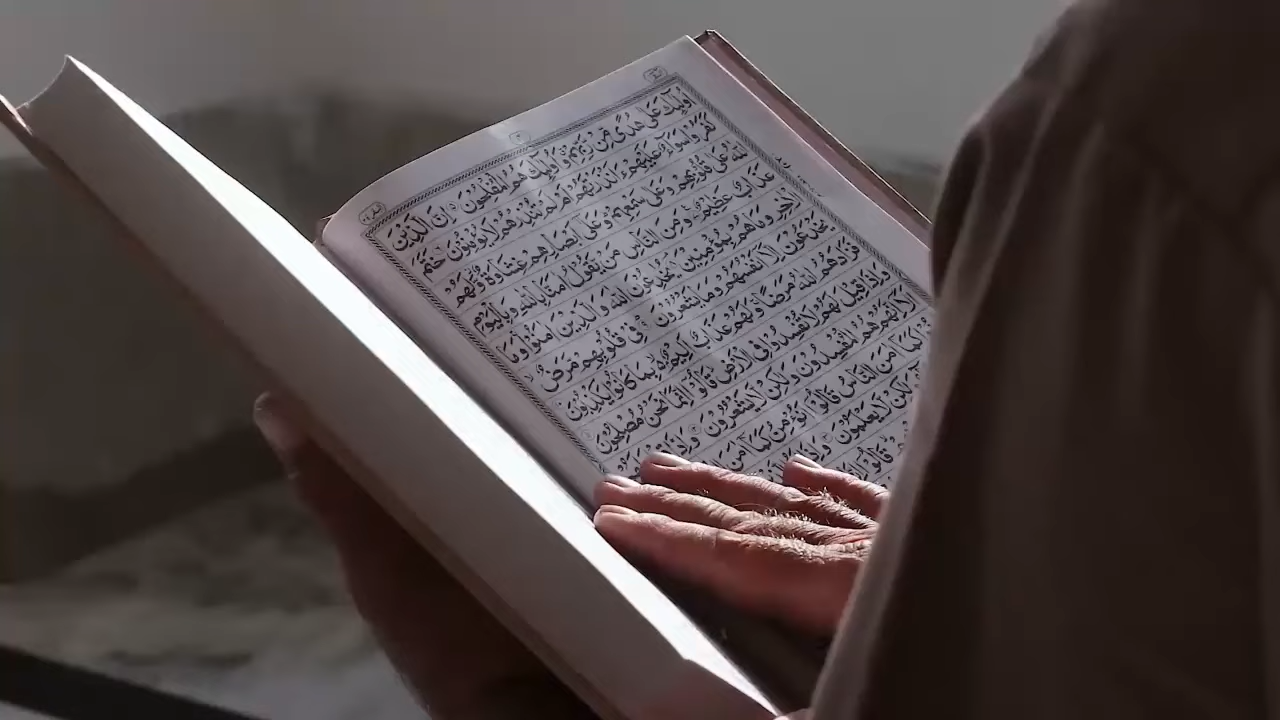 أُولَٰئِكَ عَلَىٰ هُدًى مِّن رَّبِّهِمْ وَأُولَٰئِكَ هُمُ الْمُفْلِحُونَ إِنَّ الَّذِينَ
كَفَرُوا سَوَاءٌ عَلَيْهِمْ ءَأَنذَرْتَهُمْ أَمْ لَمْ تُنذِرْهُمْ لَا يُؤْمِنُونَ خَتَمَ
اللَّهُ عَلَىٰ قُلُوبِهِمْ وَعَلَىٰ سَمْعِهِمْ وَعَلَىٰ أَبْصَارِهِمْ غِشَاوَةٌ وَلَهُمْ
عَذَابٌ عَظِيمٌ وَمِنَ النَّاسِ مَن يَقُولُ آمَنَّا بِاللَّهِ وَبِالْيَوْمِ
الْآخِرِ وَمَا هُم بِمُؤْمِنِينَ يُخَادِعُونَ اللَّهَ وَالَّذِينَ آمَنُوا وَمَا
يَخْدَعُونَ إِلَّا أَنفُسَهُمْ وَمَا يَشْعُرُونَ فِي قُلُوبِهِم مَّرَضٌ
فَزَادَهُمُ اللَّهُ مَرَضًا وَلَهُمْ عَذَابٌ أَلِيمٌ بِمَا كَانُوا يَكْذِبُونَ
وَإِذَا قِيلَ لَهُمْ لَا تُفْسِدُوا فِي الْأَرْضِ قَالُوا إِنَّمَا نَحْنُ مُصْلِحُونَ
إِنَّهُمْ هُمُ الْمُفْسِدُونَ وَلَٰكِن لَّا يَشْعُرُونَ وَإِذَا
كَمَا آمَنَ النَّاسُ قَالُوا أَنُؤْمِنُ كَمَا آمَنَ
وَلَٰكِن لَّا يَعْلَمُونَ وَإِذَا
قَالُوا